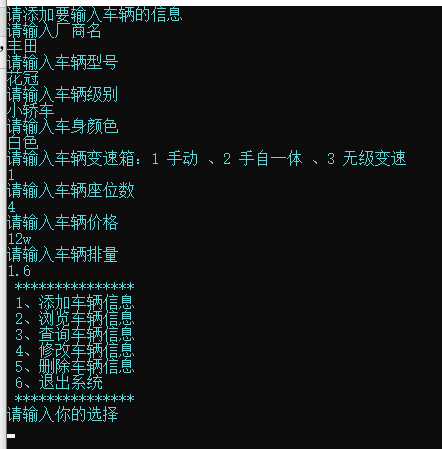 请添加要输入车辆的信息
请输入厂商名
丰田
请输入车辆型号
花冠
请输入车辆级别
小轿车
请输入车身颜色
白色
请输入车辆变速箱：1 手动 、2 手自一体 、3 无级变速
1
请输入车辆座位数
4
请输入车辆价格
12w
请输入车辆排量
1.6
***************
1、添加车辆信息
2、浏览车辆信息
3、查询车辆信息
4、修改车辆信息
5、删除车辆信息
6、退出系统
***************
请输入你的选择